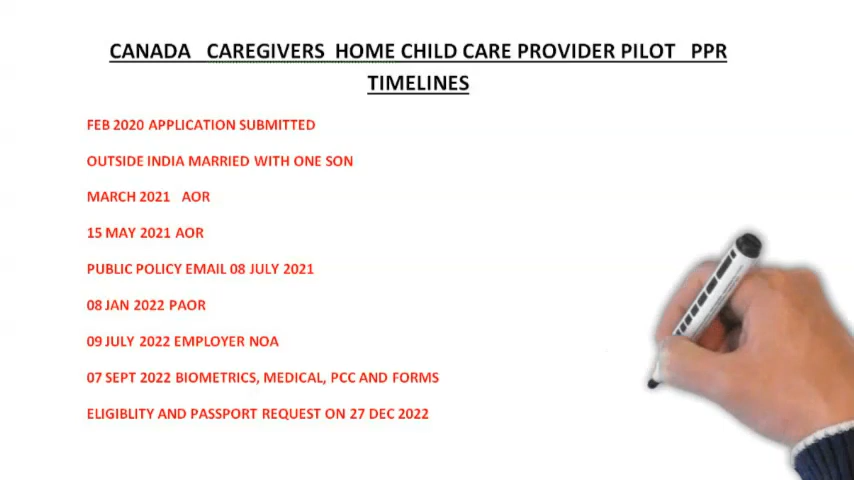 CANADA CAREGIVERS HOME CHILD CARE PROVIDER PILOT PPR
TIMELINES
FEB 2020 APPLICATION SUBMITTED
OUTSIDE INDIA MARRIED WITH ONE SON
MARCH 2021 AOR
15 MAY 2021 AOR
PUBLIC POLICY EMAIL 08 JULY 2021
08 JAN 2022 PAOR
09 JULY 2022 EMPLOYER NOA
07 SEPT 2022 BIOMETRICS, MEDICAL, PCC AND FORMS
ELIGIBLITY AND PASSPORT REQUEST ON 27 DEC 2022